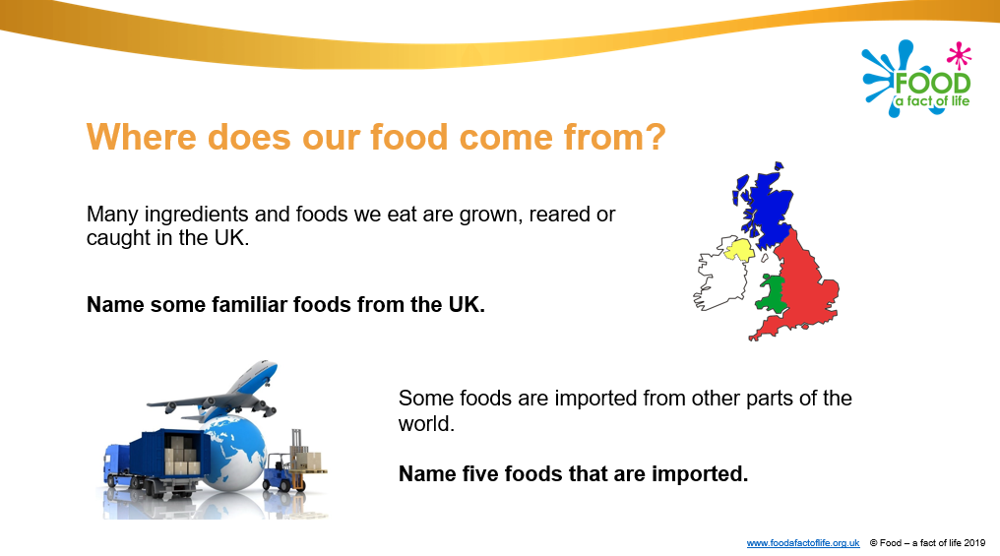 FOOD
a fact of life
Where does our food come from?
Many ingredients and foods we eat are grown, reared or
caught in the UK.
Name some familiar foods from the UK.
Some foods are imported from other parts of the
world.
Name five foods that are imported.
www.foodafactoflife.org.uk © Food – a fact of life 2019